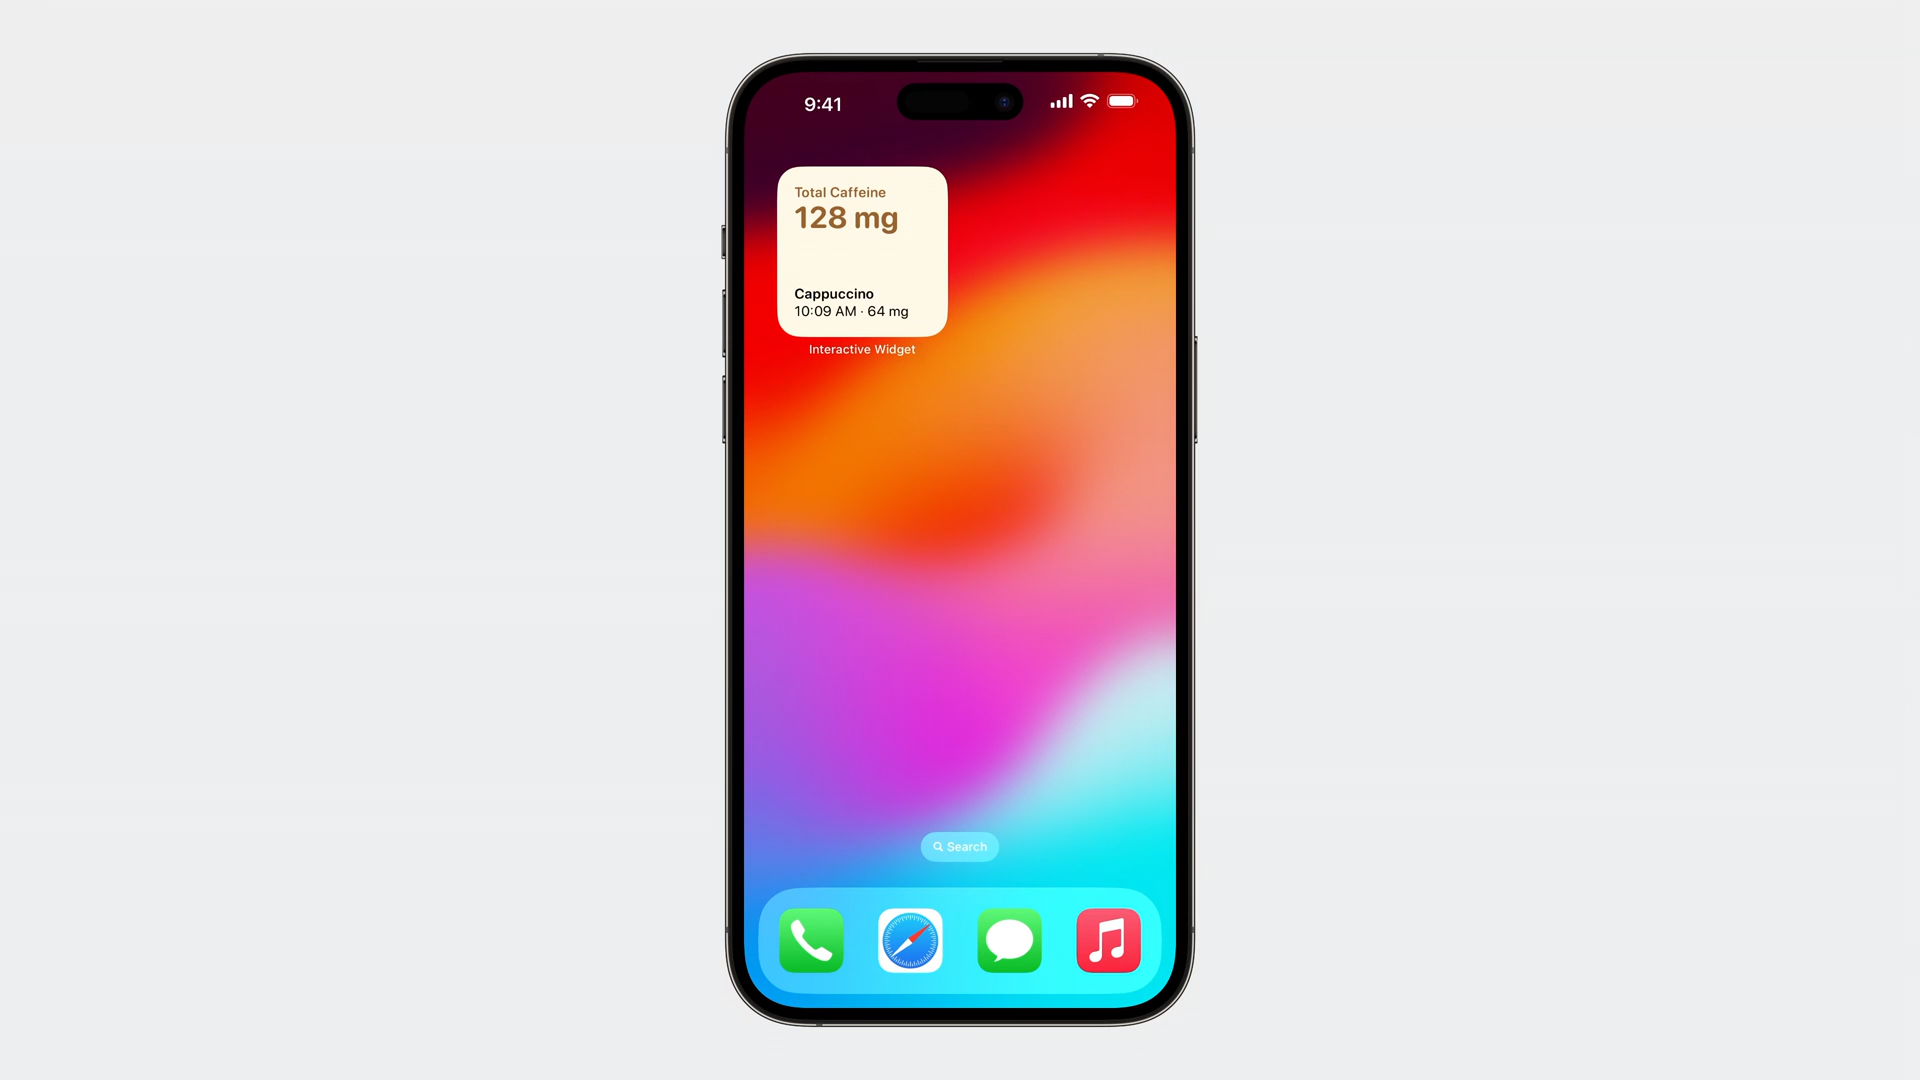 9:41
Total Caffeine
128 mg
Cappuccino
10:09 AM · 64 mg
Interactive Widget
Search